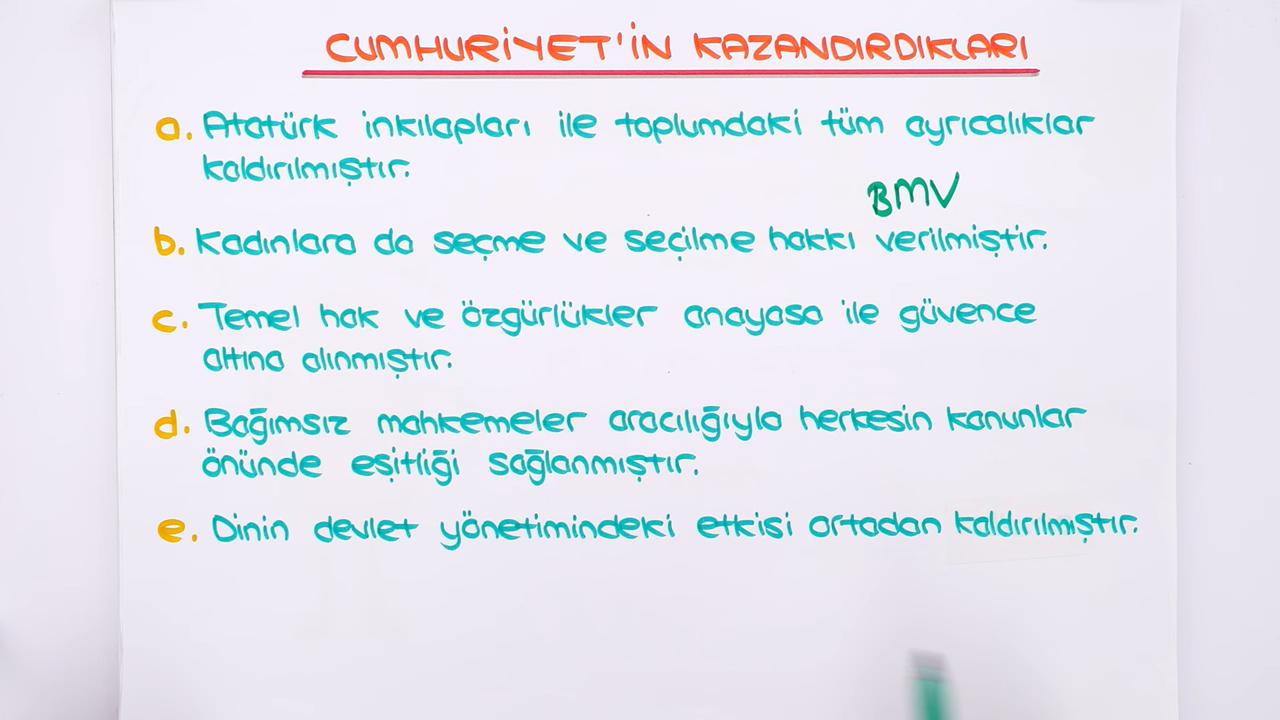 CUMHURİYET'İN KAZANDIRDIKLARI
a. Atatürk inkılapları ile toplumdaki tüm ayrıcalıklar
kaldırılmıştır.
BMV
b. Kadınlara da seçme ve seçilme hakkı verilmiştir.
c. Temel hak ve özgürlükler anayasa ile güvence
altına alınmıştır.
d. Bağımsız mahkemeler aracılığıyla herkesin kanunlar
önünde eşitliği sağlanmıştır.
e. Dinin devlet yönetimindeki etkisi ortadan kaldırılmıştır.